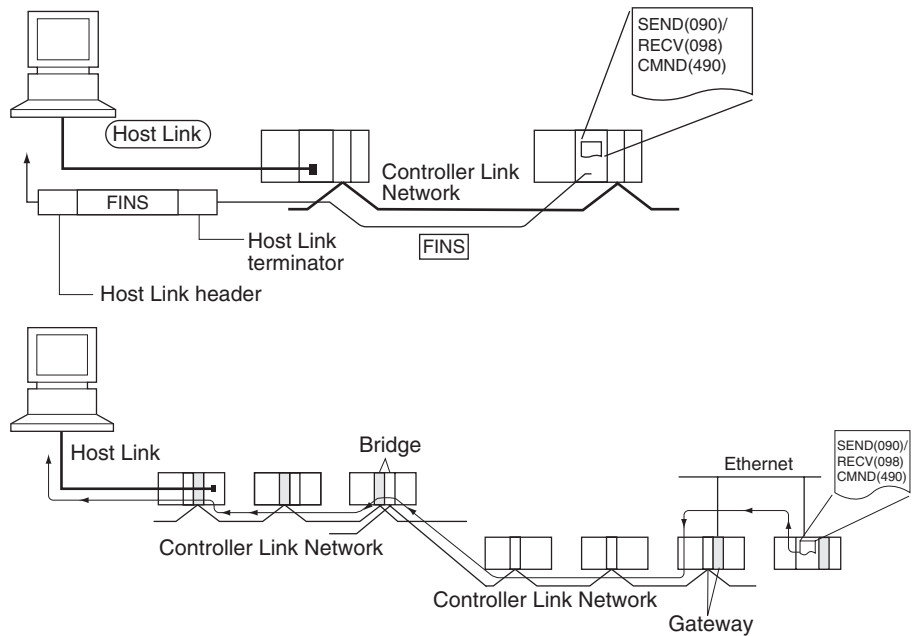 SEND(090)/
RECV(098)
CMND(490)
Host Link
Controller Link
Network
FINS
Host Link
terminator
FINS
Host Link header
Host Link
Bridge
Ethernet
SEND(090)/
RECV(098)
CMND(490)
Controller Link Network
Controller Link Network
Gateway